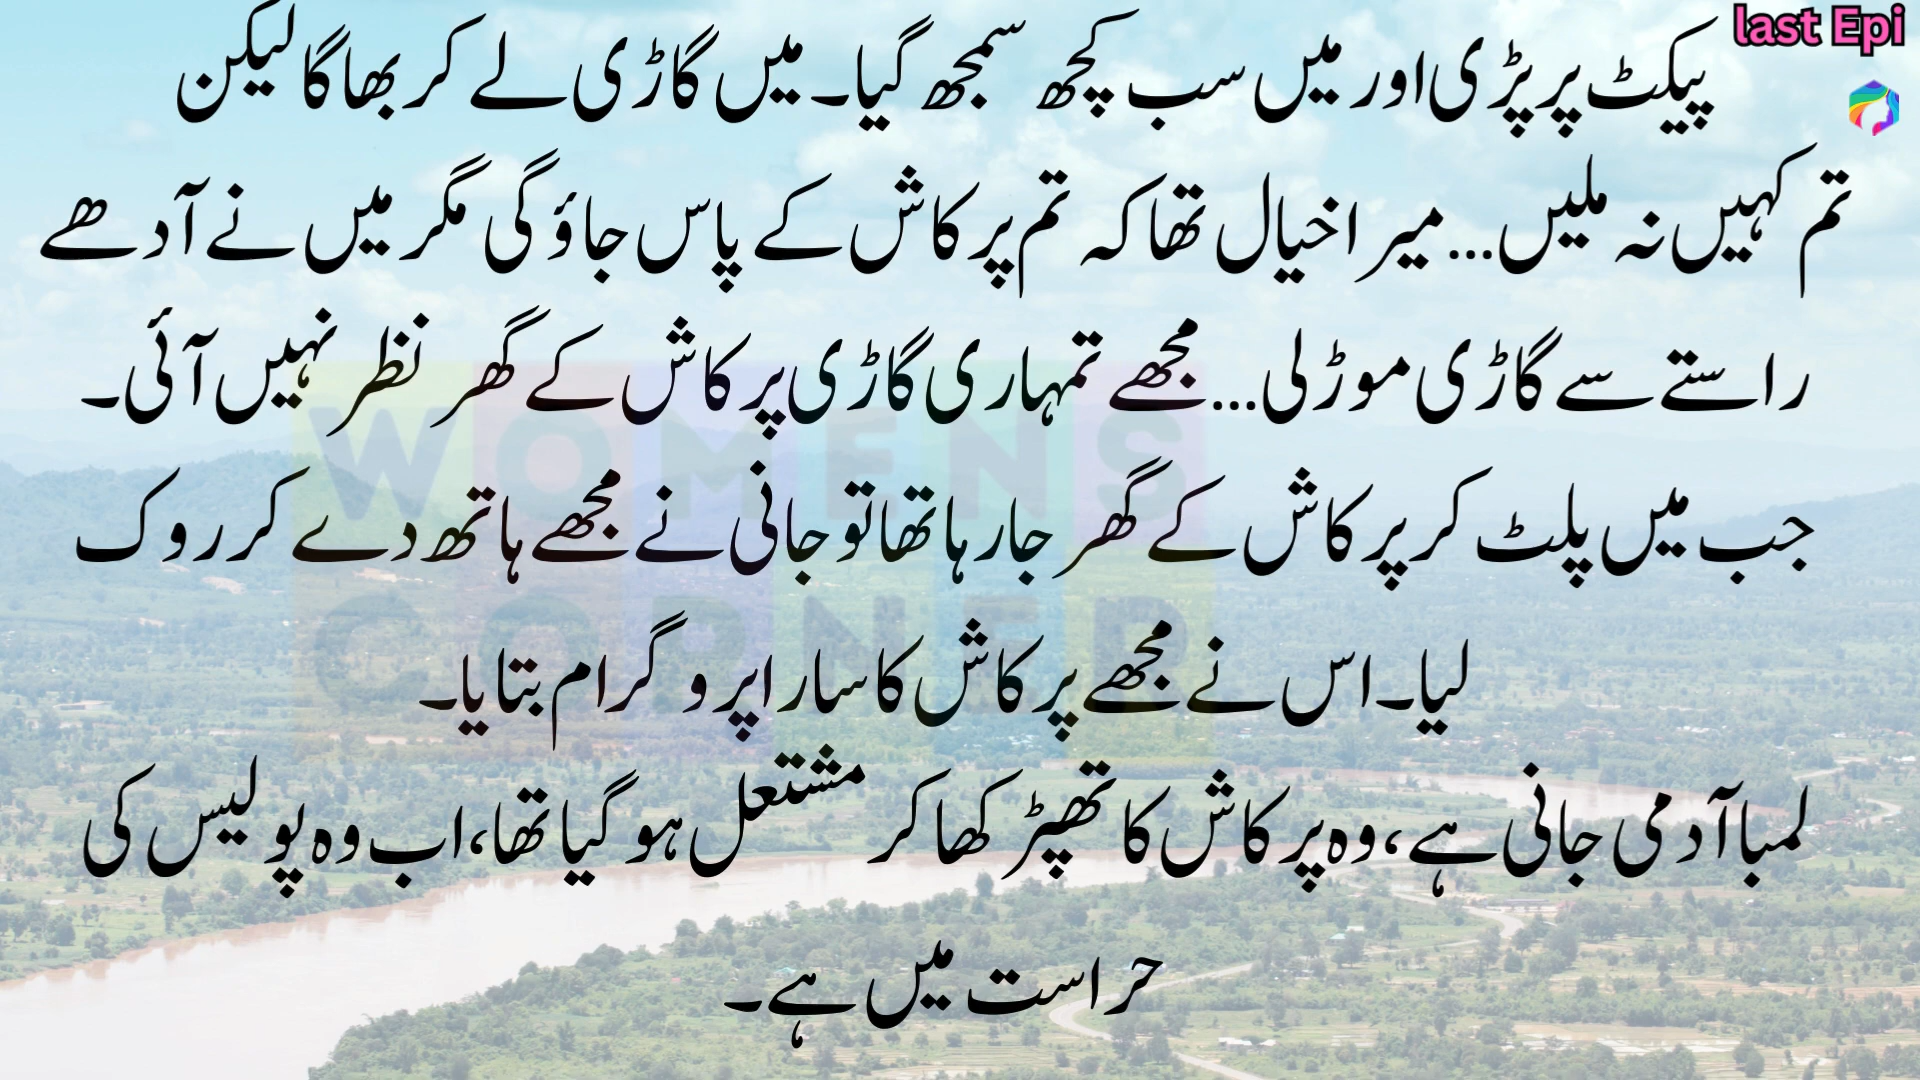 last Epi
پیکٹ پر پڑی اور میں سب کچھ سمجھ گیا۔ میں گاڑی لے کر بھاگا لیکن
تم کہیں نہ ملیں...میرا خیال تھا کہ تم پرکاش کے پاس جاؤ گی مگر میں نے آدھے
راستے سے گاڑی موڑ لی...مجھے تمہاری گاڑی پرکاش کے گھر نظر نہیں آئی۔
جب میں پلٹ کر پرکاش کے گھر جا رہا تھا تو جانی نے مجھے ہاتھ دے کر روک
لیا۔ اس نے مجھے پرکاش کا سارا پروگرام بتایا۔
لمبا آدمی جانی ہے، وہ پرکاش کا تھپڑ کھا کر مشتعل ہو گیا تھا، اب وہ پولیس کی
حراست میں ہے۔
WOMENS
CORNER